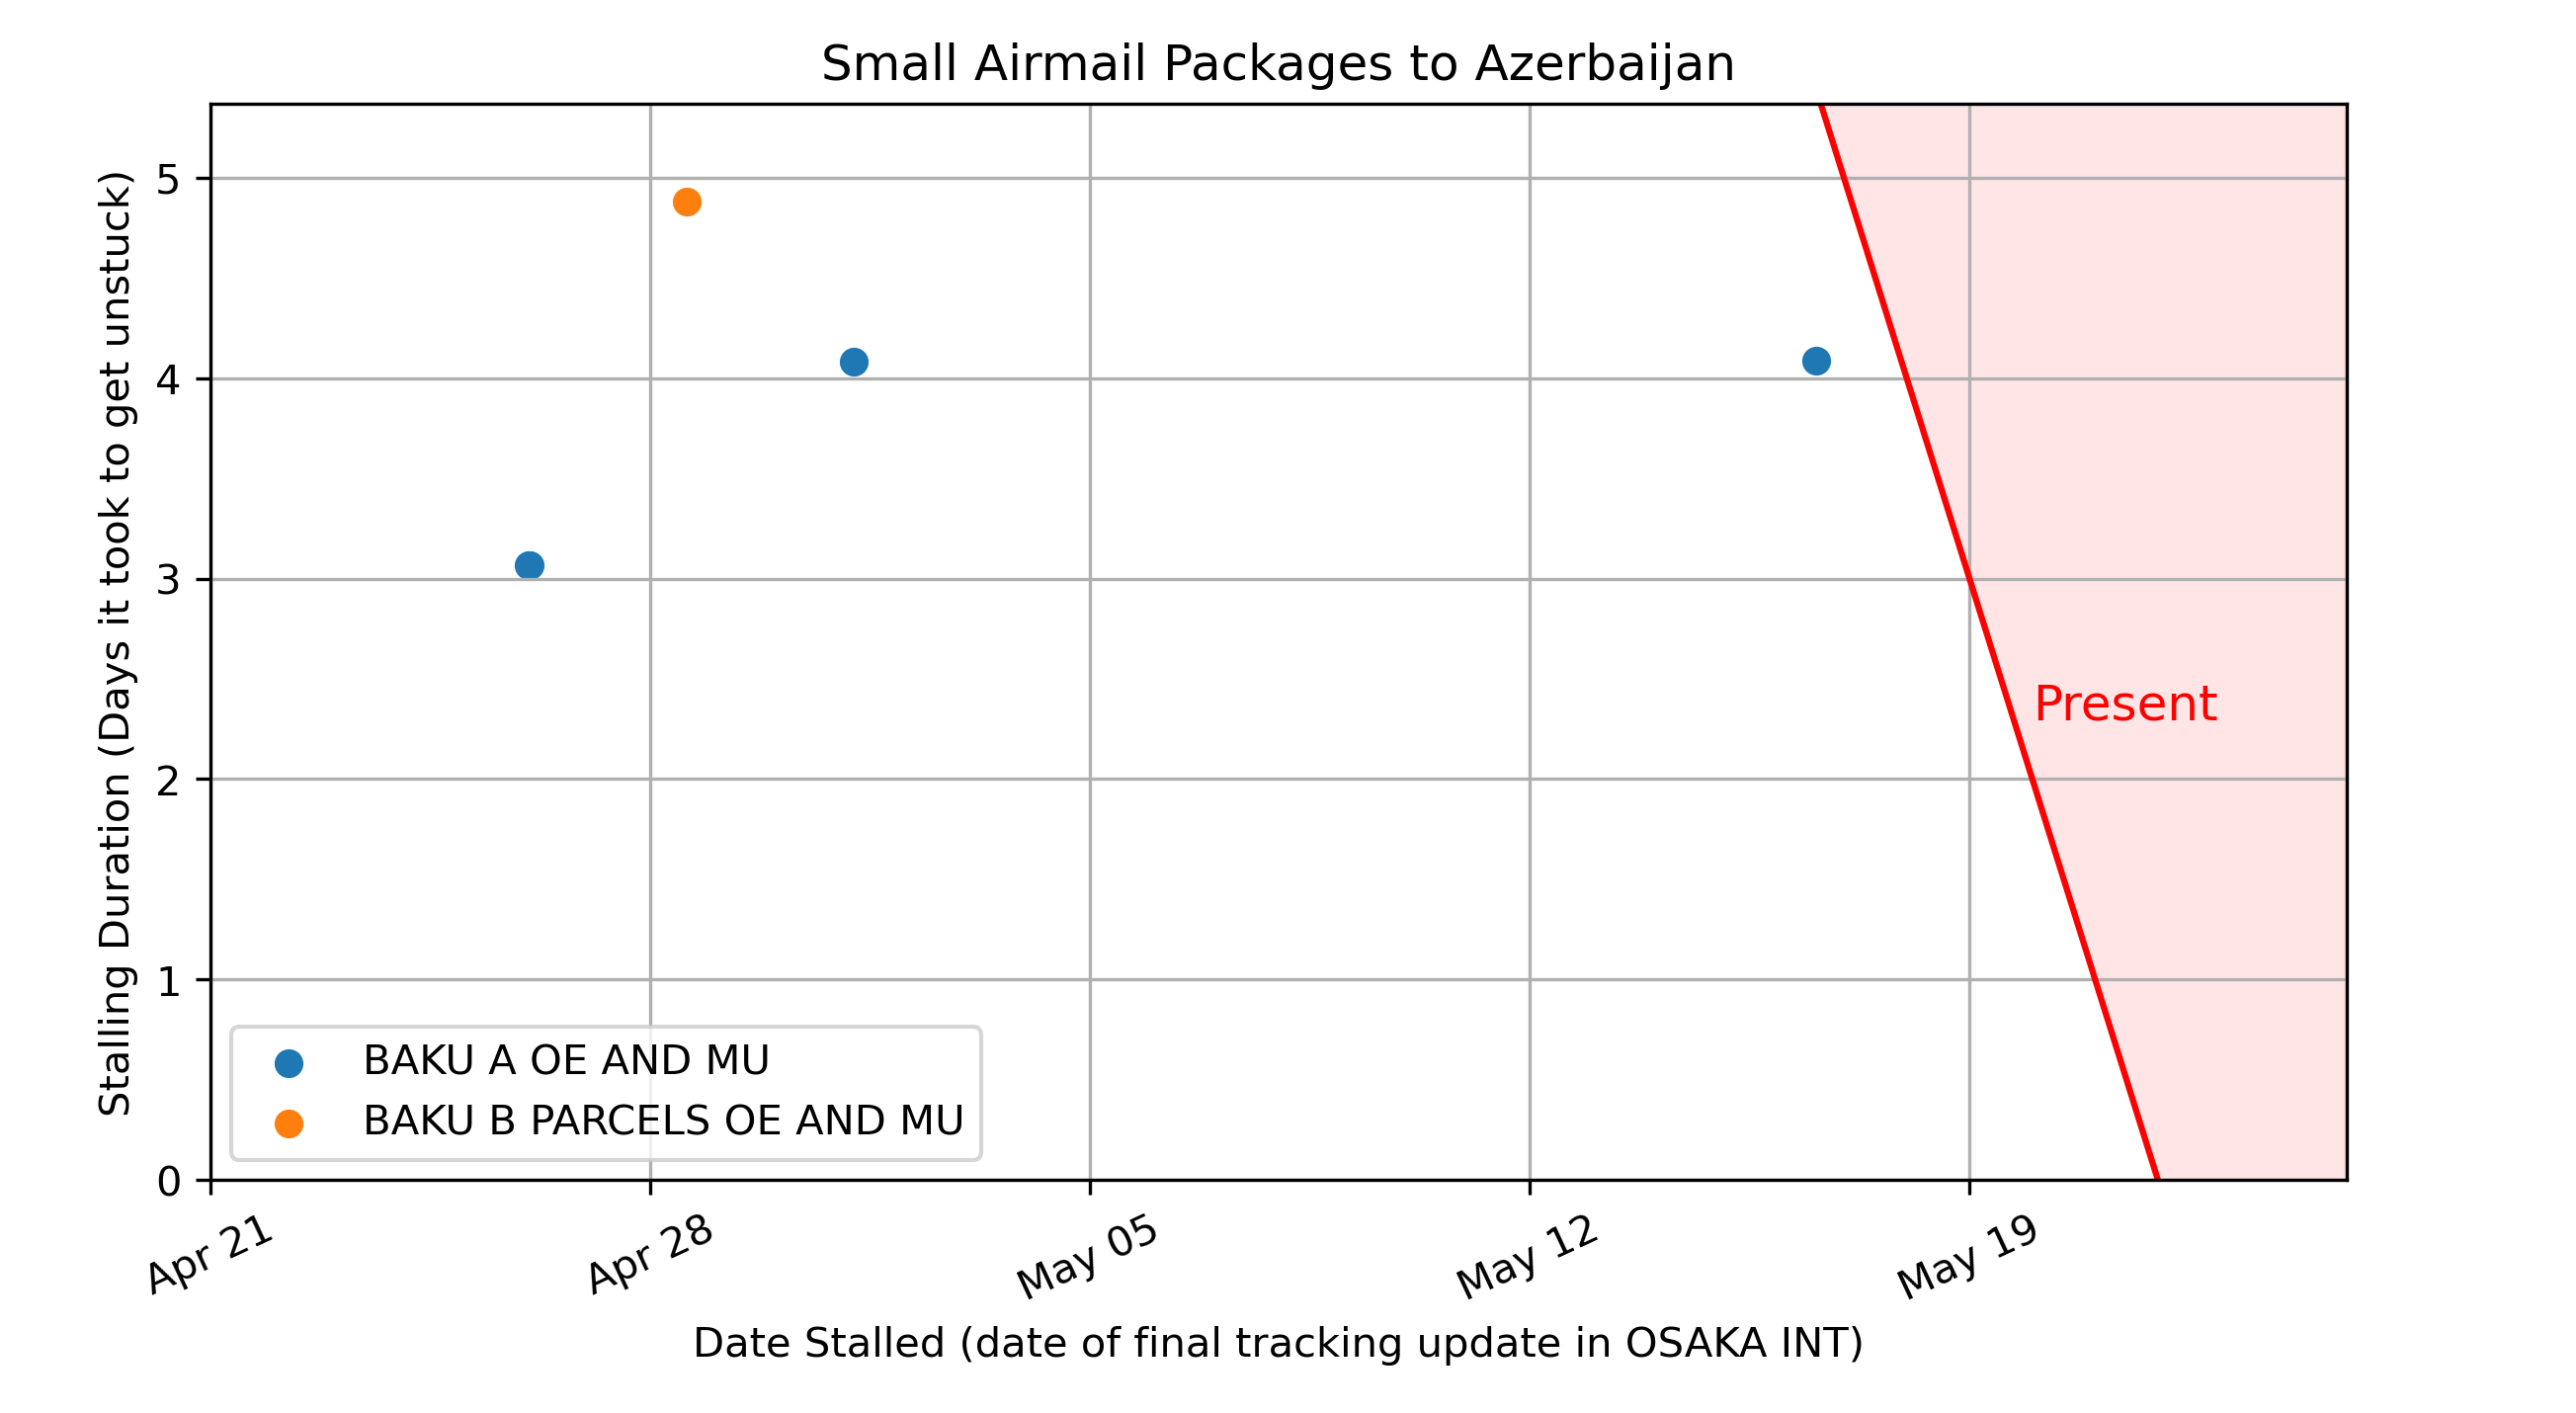 Small Airmail Packages to Azerbaijan
Stalling Duration (Days it took to get unstuck)
5
4
3
2
1
0
Present
BAKU A OE AND MU
BAKU B PARCELS OE AND MU
Apr 21
Apr 28
May 05
May 12
May 19
Date Stalled (date of final tracking update in OSAKA INT)